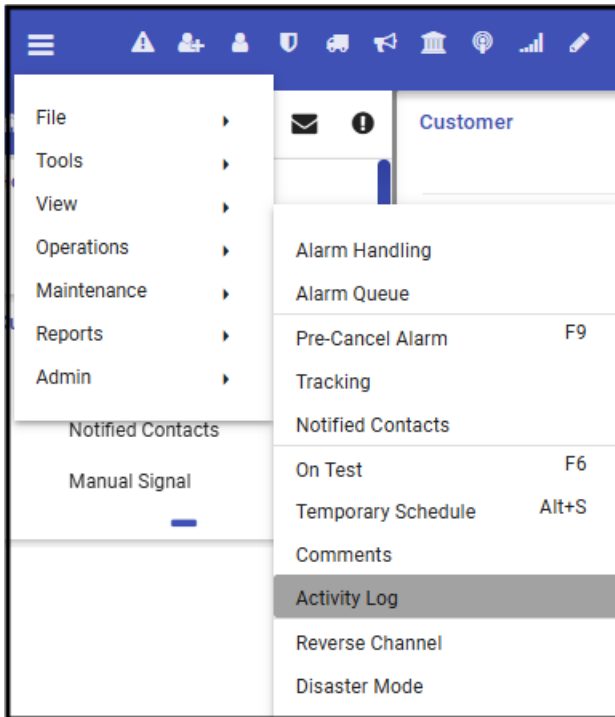 Customer
File
Tools
View
Operations
Maintenance
Reports
Admin
Notified Contacts
Manual Signal
Alarm Handling
Alarm Queue
Pre-Cancel Alarm F9
Tracking
Notified Contacts
On Test F6
Temporary Schedule Alt+S
Comments
Activity Log
Reverse Channel
Disaster Mode